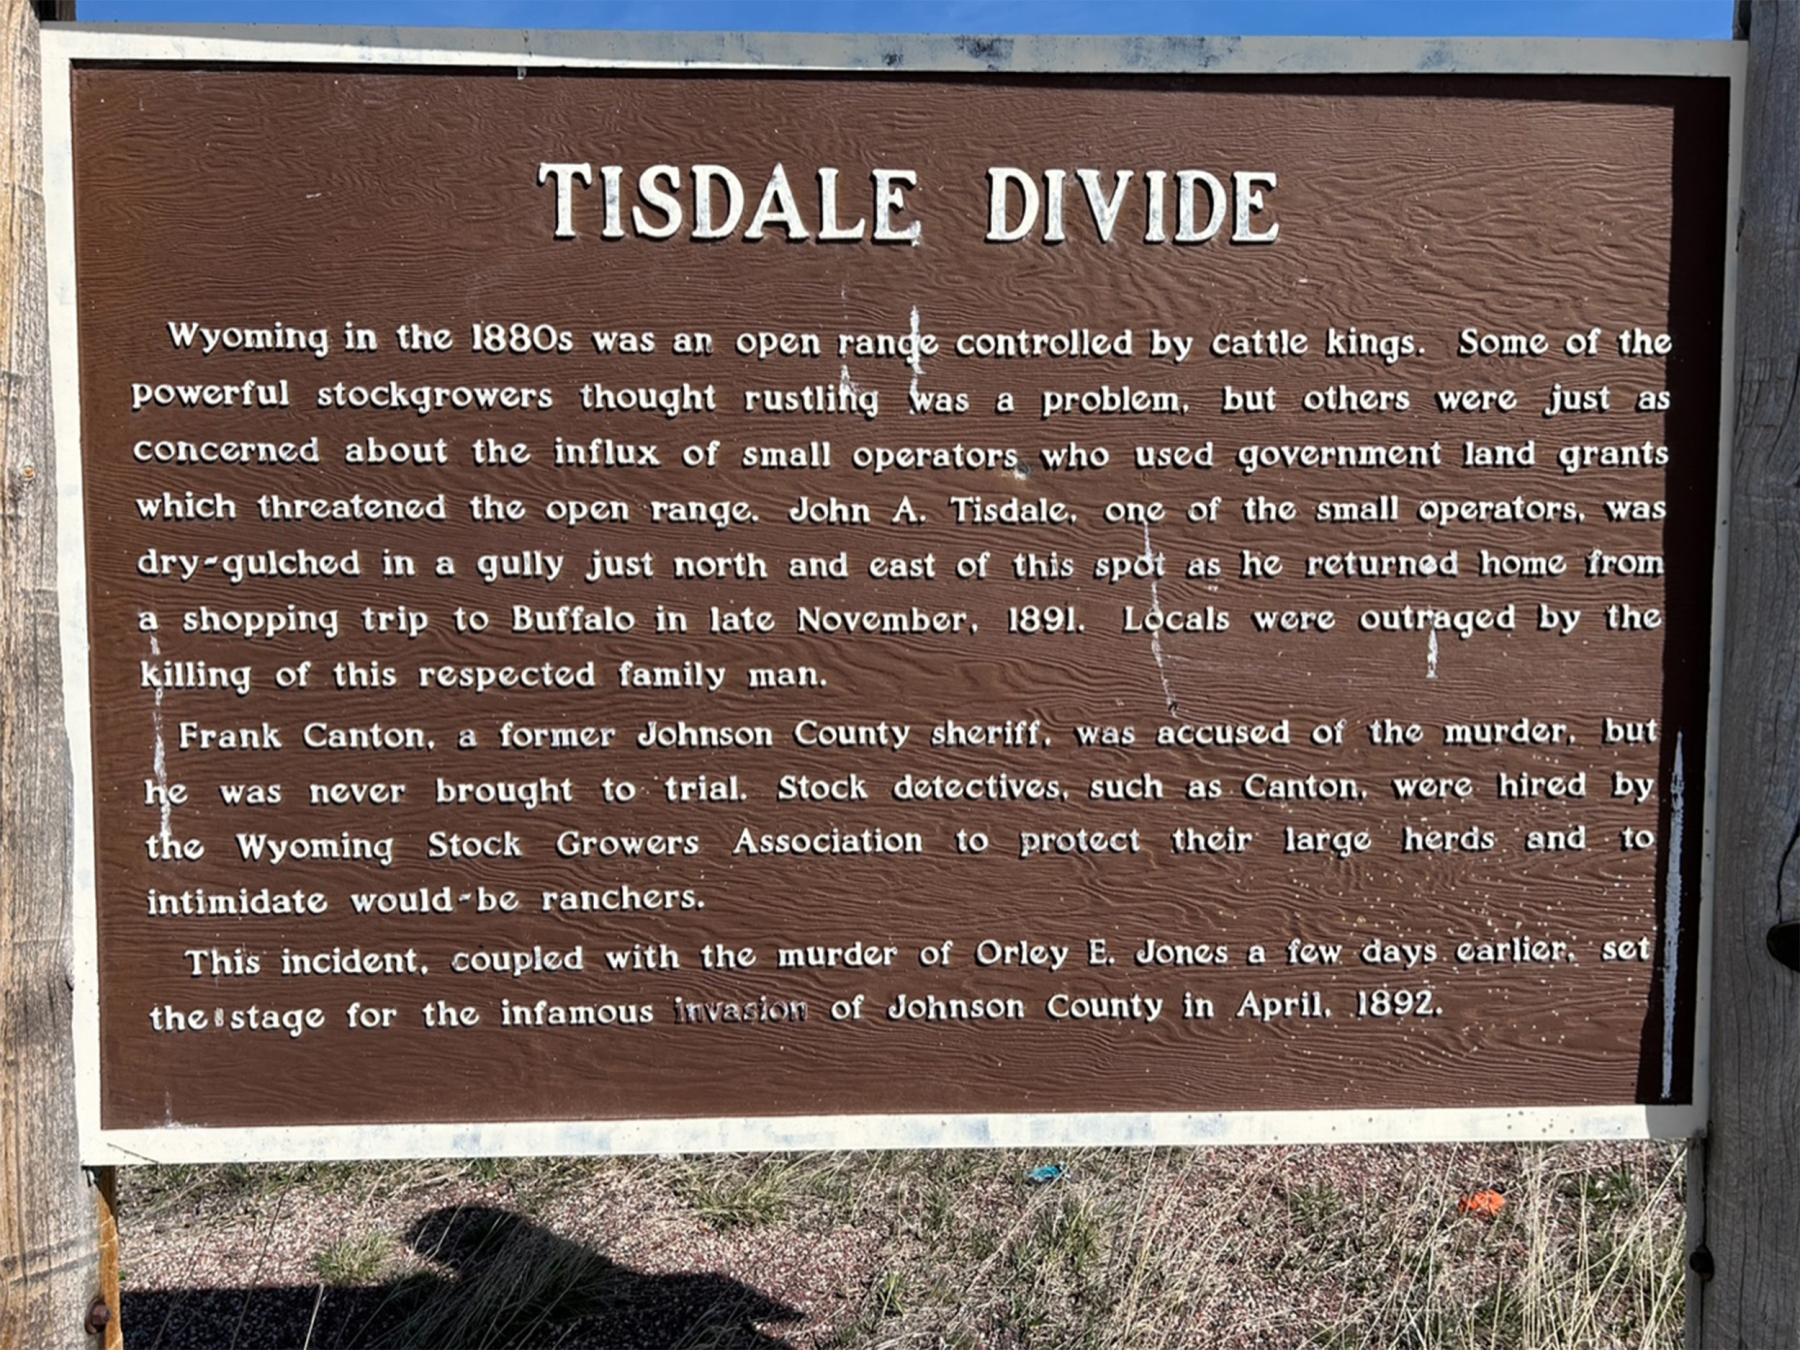 TISDALE DIVIDE
Wyoming in the 1880s was an open range controlled by cattle kings. Some of the
powerful stockgrowers thought rustling was a problem, but others were just as
concerned about the influx of small operators who used government land grants
which threatened the open range. John A. Tisdale, one of the small operators, was
dry-gulched in a gully just north and east of this spot as he returned home from
a shopping trip to Buffalo in late November, 1891. Locals were outraged by the
killing of this respected family man.
Frank Canton, a former Johnson County sheriff, was accused of the murder, but
he was never brought to trial. Stock detectives, such as Canton, were hired by
the Wyoming Stock Growers Association to protect their large herds and to
intimidate would-be ranchers.
This incident, coupled with the murder of Orley E. Jones a few days earlier, set
the stage for the infamous invasion of Johnson County in April, 1892.